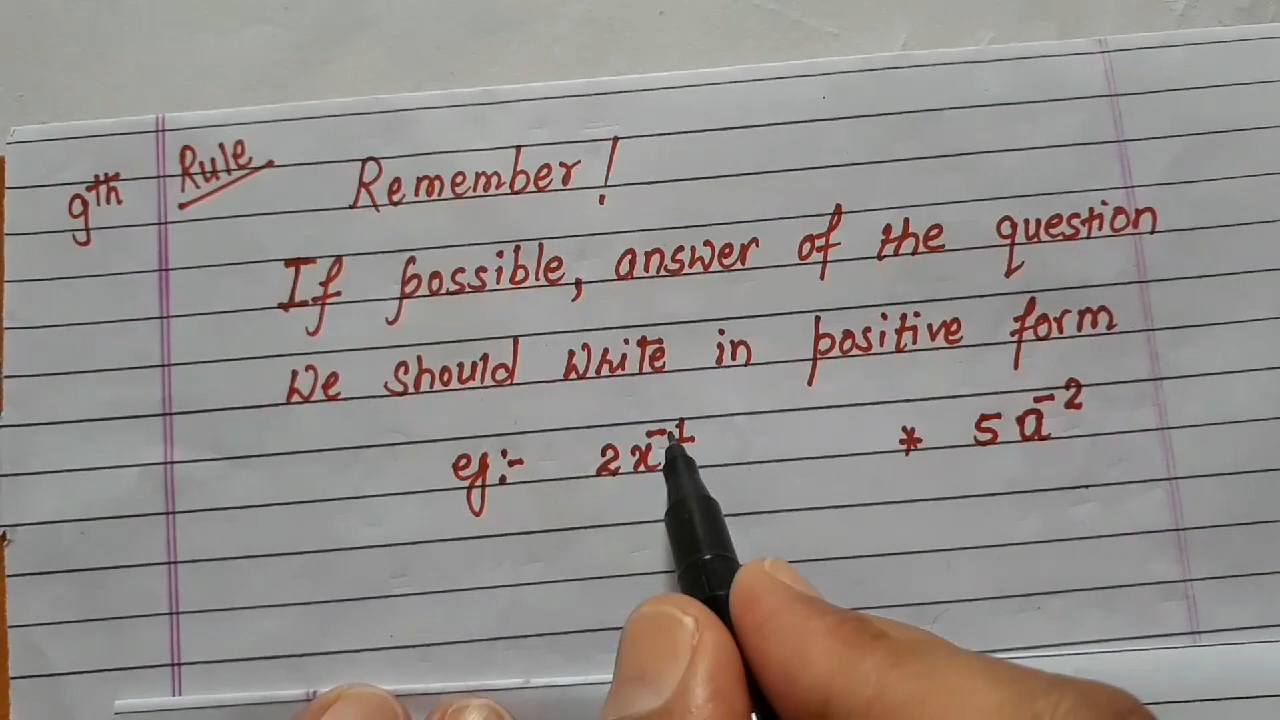 9th Rule Remember!
If possible, answer of the question
We should write in positive form
eg:- 2x⁻¹ * 5a⁻²